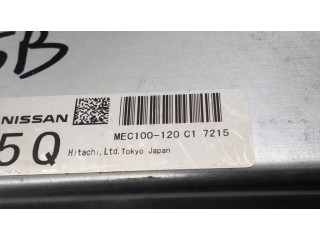 5B
NISSAN
MEC100-120 C1 7215
5Q
Hitachi,Ltd.Tokyo Japan